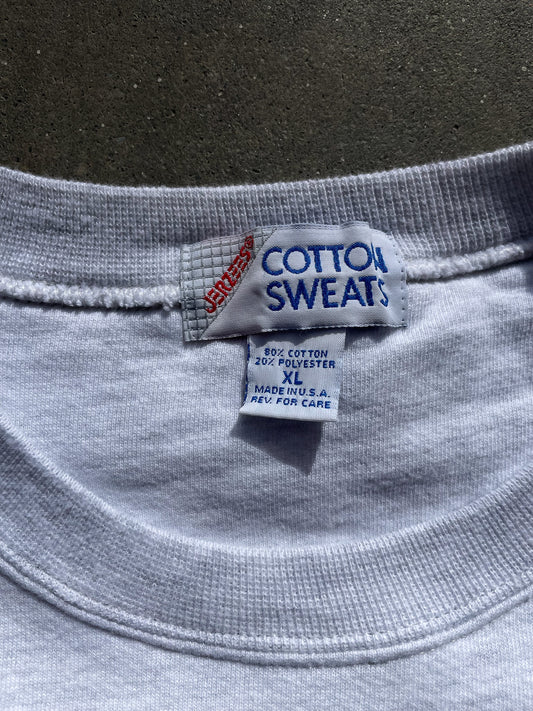 JERZEES®
COTTON
SWEATS
80% COTTON
20% POLYESTER
XL
MADE IN U.S.A.
REV. FOR CARE